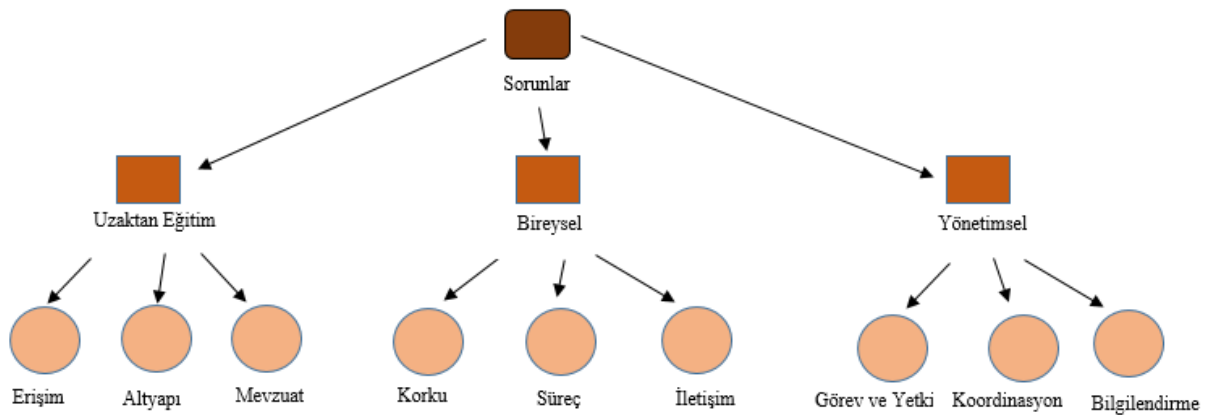 Sorunlar
Uzaktan Eğitim
Bireysel
Yönetimsel
Erişim
Altyapı
Mevzuat
Korku
Süreç
İletişim
Görev ve Yetki
Koordinasyon
Bilgilendirme